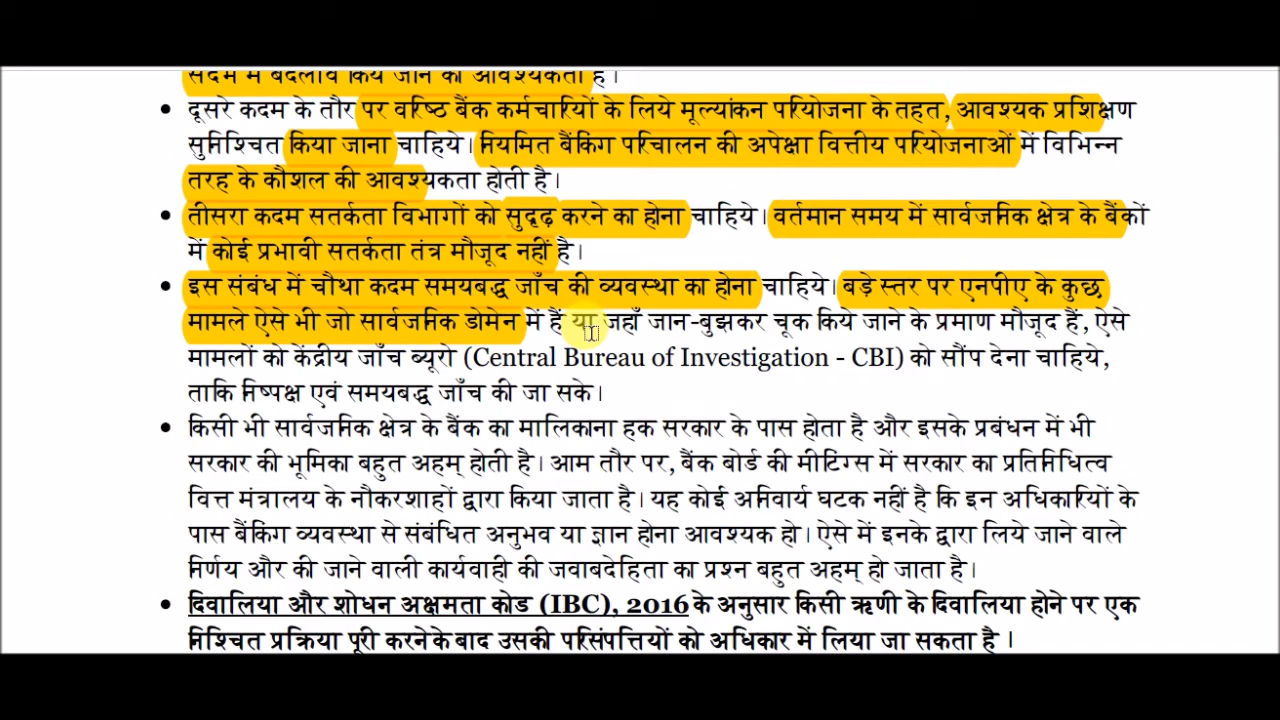 संदर्भ में बदलाव किये जाने की आवश्यकता है।
• दूसरे कदम के तौर पर वरिष्ठ बैंक कर्मचारियों के लिये मूल्यांकन परियोजना के तहत, आवश्यक प्रशिक्षण
सुनिश्चित किया जाना चाहिये। नियमित बैंकिंग परिचालन की अपेक्षा वित्तीय परियोजनाओं में विभिन्न
तरह के कौशल की आवश्यकता होती है।
• तीसरा कदम सतर्कता विभागों को सुदृढ़ करने का होना चाहिये। वर्तमान समय में सार्वजनिक क्षेत्र के बैंकों
में कोई प्रभावी सतर्कता तंत्र मौजूद नहीं है।
• इस संबंध में चौथा कदम समयबद्ध जाँच की व्यवस्था का होना चाहिये। बड़े स्तर पर एनपीए के कुछ
मामले ऐसे भी जो सार्वजनिक डोमेन में हैं या जहाँ जान-बुझकर चूक किये जाने के प्रमाण मौजूद हैं, ऐसे
मामलों को केंद्रीय जाँच ब्यूरो (Central Bureau of Investigation - CBI) को सौंप देना चाहिये,
ताकि निष्पक्ष एवं समयबद्ध जाँच की जा सके।
• किसी भी सार्वजनिक क्षेत्र के बैंक का मालिकाना हक सरकार के पास होता है और इसके प्रबंधन में भी
सरकार की भूमिका बहुत अहम् होती है। आम तौर पर, बैंक बोर्ड की मीटिंग्स में सरकार का प्रतिनिधित्व
वित्त मंत्रालय के नौकरशाहों द्वारा किया जाता है। यह कोई अनिवार्य घटक नहीं है कि इन अधिकारियों के
पास बैंकिंग व्यवस्था से संबंधित अनुभव या ज्ञान होना आवश्यक हो। ऐसे में इनके द्वारा लिये जाने वाले
निर्णय और की जाने वाली कार्यवाही की जवाबदेहिता का प्रश्न बहुत अहम् हो जाता है।
• दिवालिया और शोधन अक्षमता कोड (IBC), 2016 के अनुसार किसी ऋणी के दिवालिया होने पर एक
निश्चित प्रक्रिया पूरी करने के बाद उसकी परिसंपत्तियों को अधिकार में लिया जा सकता है।